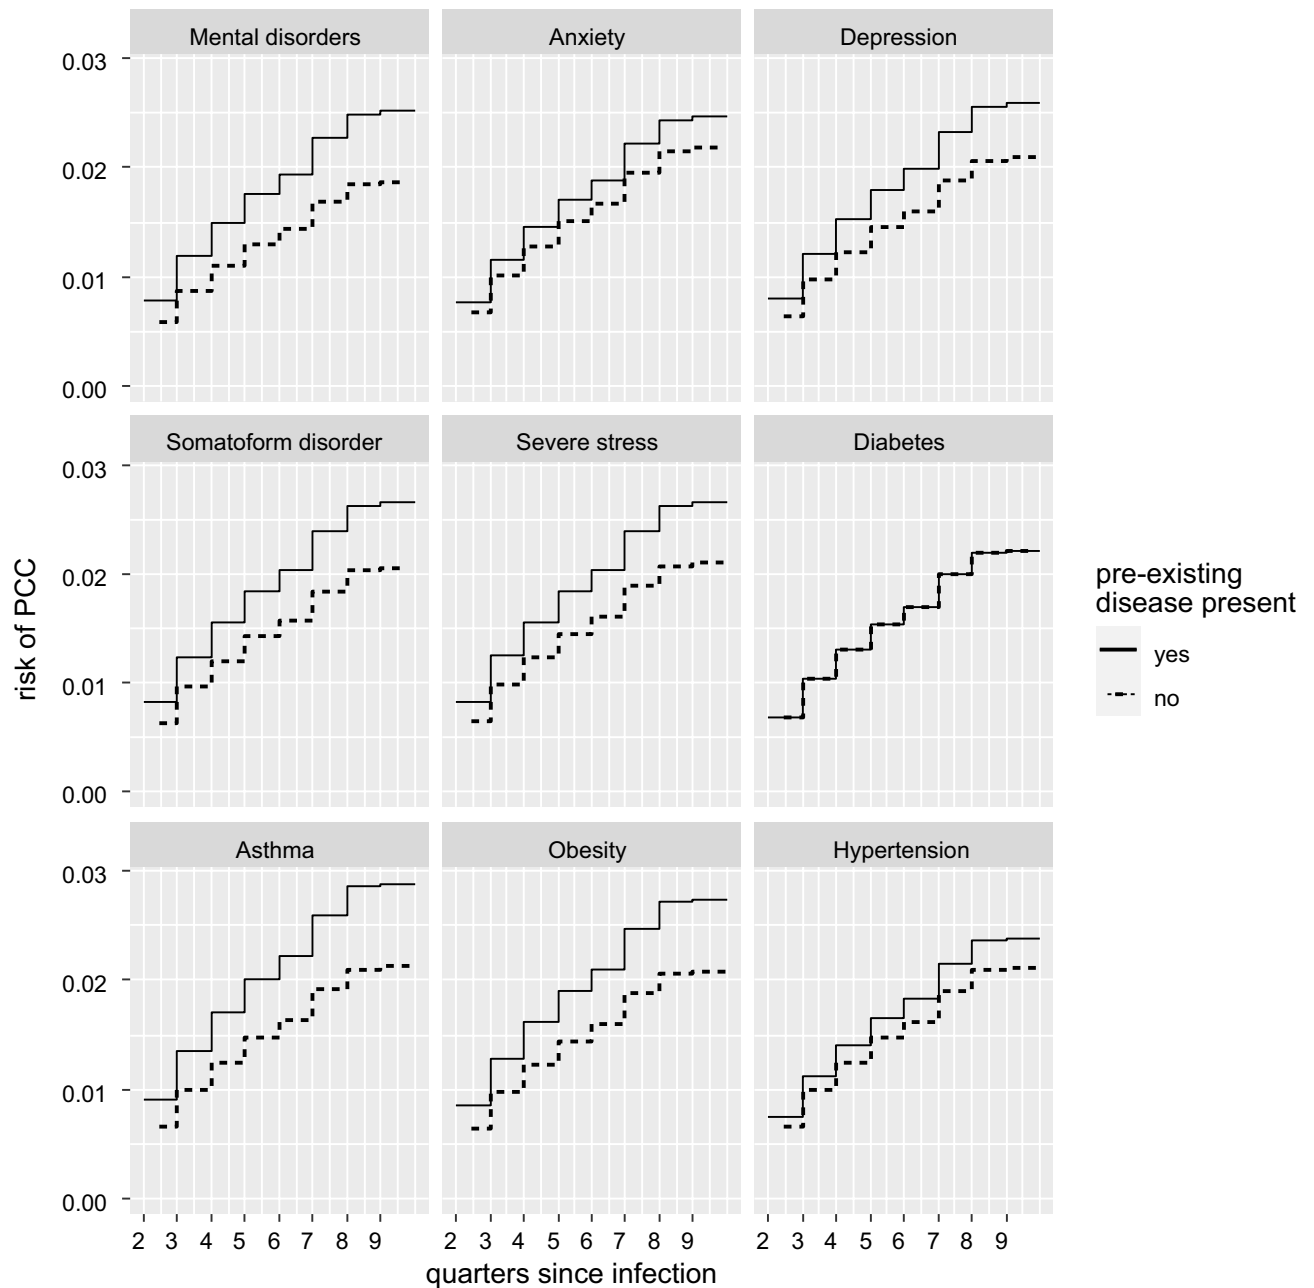 Mental disorders
Anxiety
Depression
0.03
0.02
0.01
0.00
Somatoform disorder
Severe stress
Diabetes
0.03
0.02
0.01
0.00
Asthma
Obesity
Hypertension
0.03
0.02
0.01
0.00
2 3 4 5 6 7 8 9
2 3 4 5 6 7 8 9
2 3 4 5 6 7 8 9
risk of PCC
quarters since infection
pre-existing
disease present
yes
no